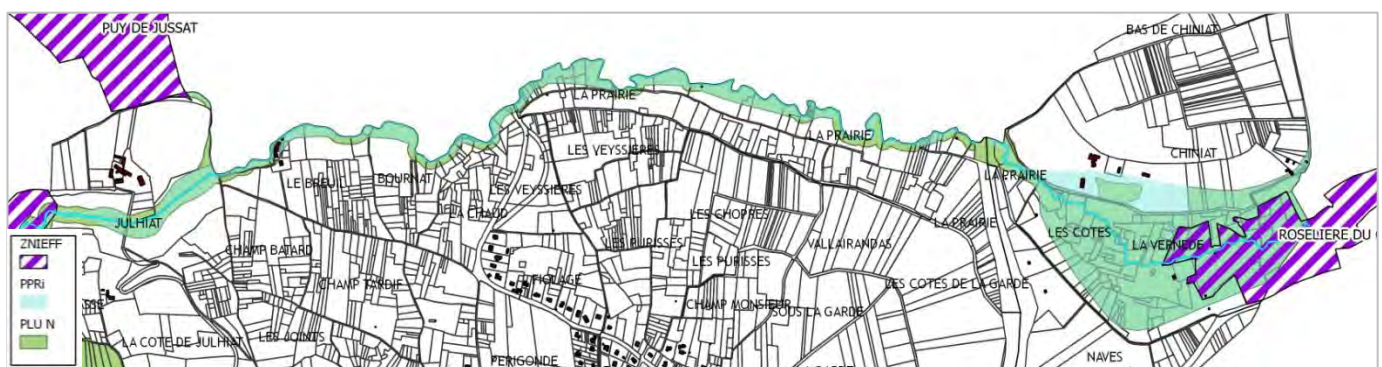 PUY DE JUSSAT
BAS DE CHINIAT
LA PRAIRIE
LA PRAIRIE
LES VEYSSIERES
CHINIAT
LE BREUIL
BOURNAT
LA PRAIRIE
LES VEYSSIERES
LA CHAUD
LES CHOPRES
LA PRAIRIE
JULHIAT
LES COTES
ROSELIERE DU
ZNIEFF
CHAMP BATARD
LES PURISSES
VALLAIRANDAS
LA VERNEDE
LES PURISSES
PPRi
CHAMP TARDIF
FIOLAGE
LES COTES DE LA GARDE
CHAMP MONSIEUR
SOUS LA GARDE
PLU N
LA COTE DE JULHIAT
LES JOINTS
PERIGONDE
NAVES